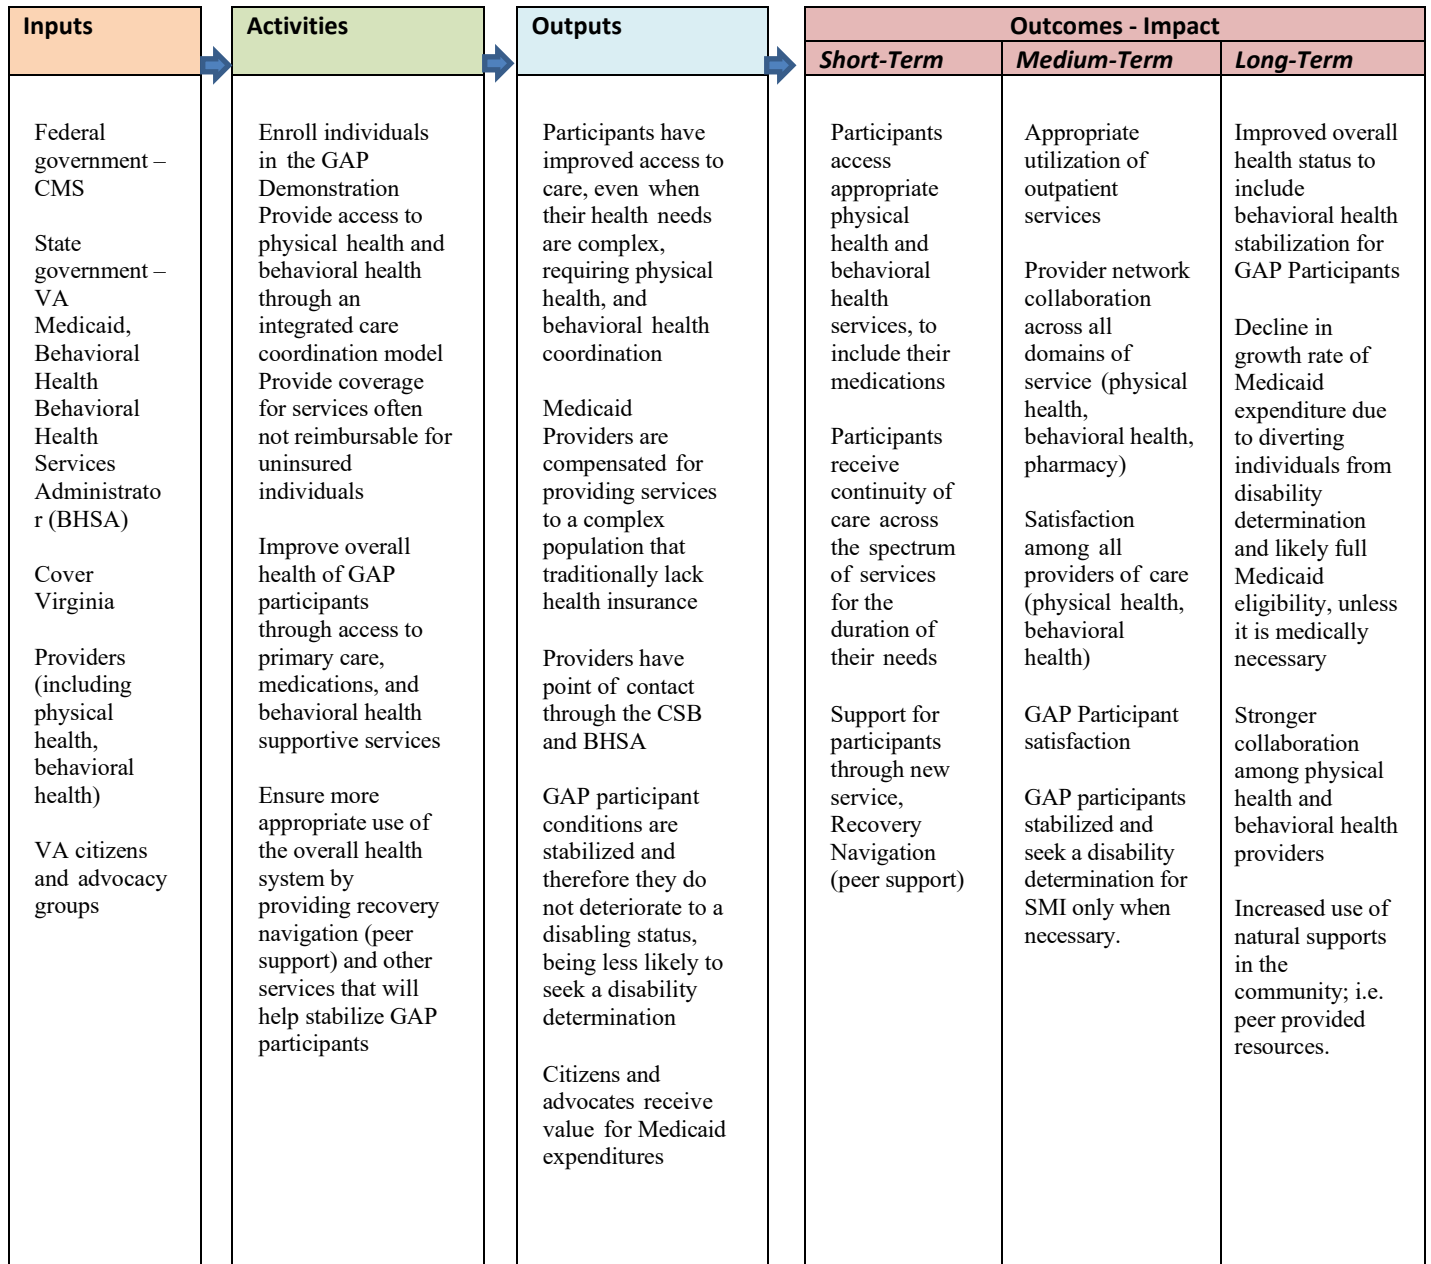 Inputs
Federal
government –
CMS
State
government –
VA
Medicaid,
Behavioral
Health
Behavioral
Health
Services
Administrato
r (BHSA)
Cover
Virginia
Providers
(including
physical
health,
behavioral
health)
VA citizens
and advocacy
groups
Activities
Enroll individuals
in the GAP
Demonstration
Provide access to
physical health and
behavioral health
through an
integrated care
coordination model
Provide coverage
for services often
not reimbursable for
uninsured
individuals
Improve overall
health of GAP
participants
through access to
primary care,
medications, and
behavioral health
supportive services
Ensure more
appropriate use of
the overall health
system by
providing recovery
navigation (peer
support) and other
services that will
help stabilize GAP
participants
Outputs
Participants have
improved access to
care, even when
their health needs
are complex,
requiring physical
health, and
behavioral health
coordination
Medicaid
Providers are
compensated for
providing services
to a complex
population that
traditionally lack
health insurance
Providers have
point of contact
through the CSB
and BHSA
GAP participant
conditions are
stabilized and
therefore they do
not deteriorate to a
disabling status,
being less likely to
seek a disability
determination
Citizens and
advocates receive
value for Medicaid
expenditures
Outcomes - Impact
Short-Term
Participants
access
appropriate
physical
health and
behavioral
health
services, to
include their
medications
Participants
receive
continuity of
care across
the spectrum
of services
for the
duration of
their needs
Support for
participants
through new
service,
Recovery
Navigation
(peer support)
Medium-Term
Appropriate
utilization of
outpatient
services
Provider network
collaboration
across all
domains of
service (physical
health,
behavioral health,
pharmacy)
Satisfaction
among all
providers of care
(physical health,
behavioral
health)
GAP Participant
satisfaction
GAP participants
stabilized and
seek a disability
determination for
SMI only when
necessary.
Long-Term
Improved overall
health status to
include
behavioral health
stabilization for
GAP Participants
Decline in
growth rate of
Medicaid
expenditure due
to diverting
individuals from
disability
determination
and likely full
Medicaid
eligibility, unless
it is medically
necessary
Stronger
collaboration
among physical
health and
behavioral health
providers
Increased use of
natural supports
in the
community; i.e.
peer provided
resources.